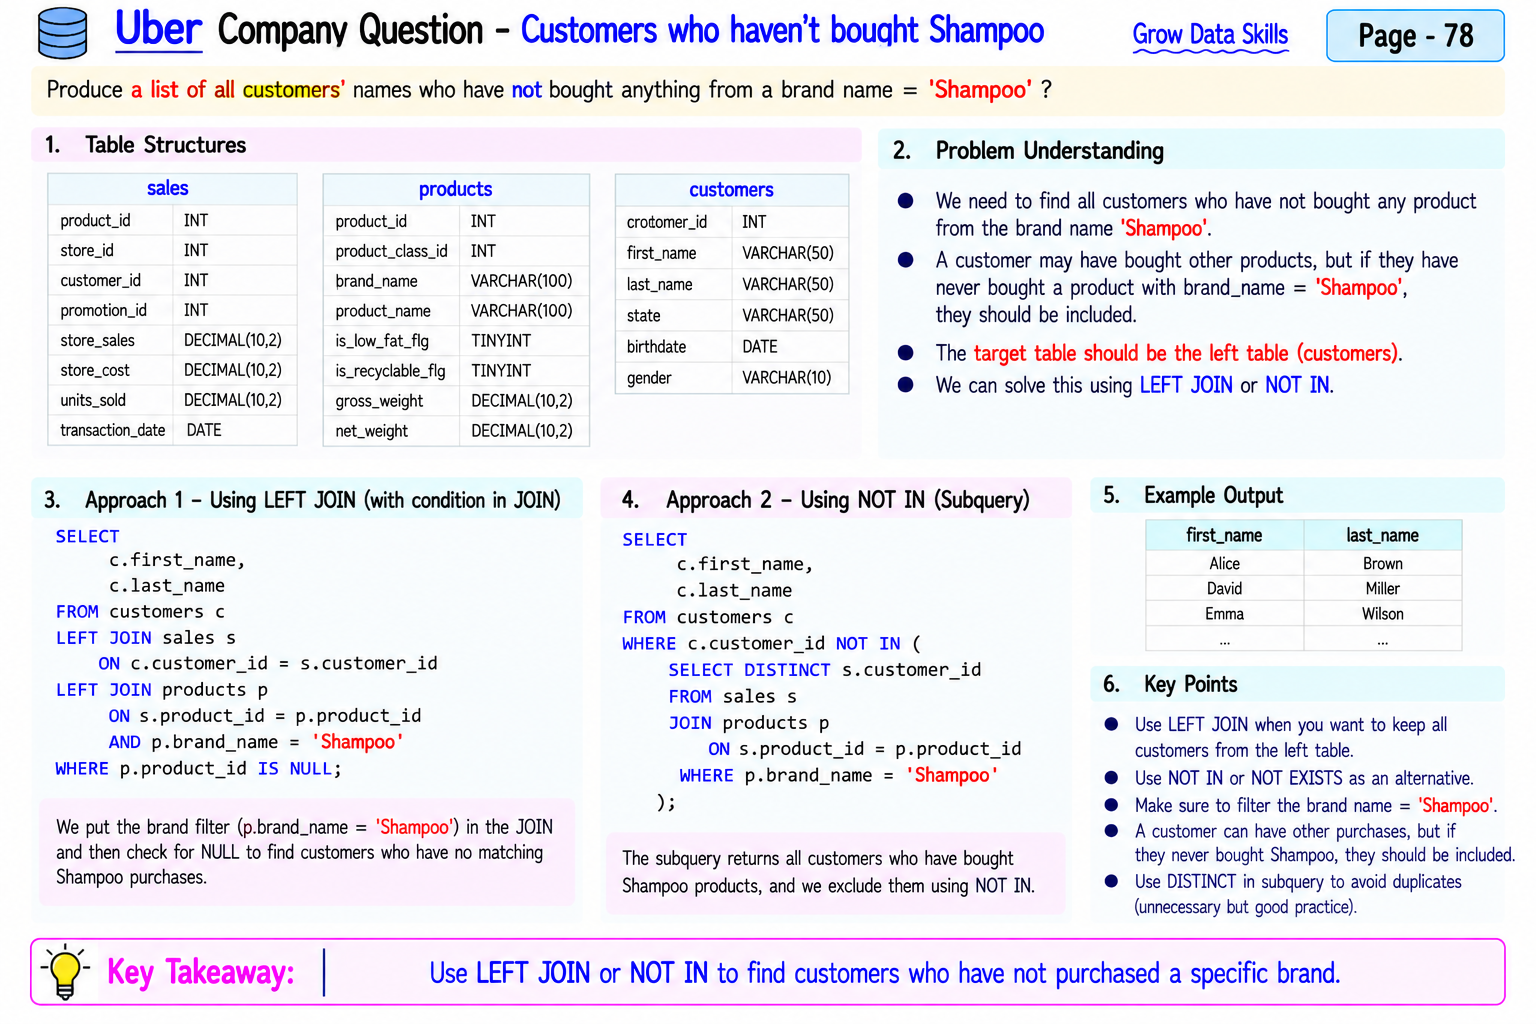 Uber Company Question – Customers who haven't bought Shampoo
Grow Data Skills
Page - 78
Produce a list of all customers' names who have not bought anything from a brand name = 'Shampoo' ?
1. Table Structures
sales
product_id INT
store_id INT
customer_id INT
promotion_id INT
store_sales DECIMAL(10,2)
store_cost DECIMAL(10,2)
units_sold DECIMAL(10,2)
transaction_date DATE
products
product_id INT
product_class_id INT
brand_name VARCHAR(100)
product_name VARCHAR(100)
is_low_fat_flg TINYINT
is_recyclable_flg TINYINT
gross_weight DECIMAL(10,2)
net_weight DECIMAL(10,2)
customers
crotomer_id INT
first_name VARCHAR(50)
last_name VARCHAR(50)
state VARCHAR(50)
birthdate DATE
gender VARCHAR(10)
2. Problem Understanding
● We need to find all customers who have not bought any product
from the brand name 'Shampoo'.
● A customer may have bought other products, but if they have
never bought a product with brand_name = 'Shampoo',
they should be included.
● The target table should be the left table (customers).
● We can solve this using LEFT JOIN or NOT IN.
3. Approach 1 – Using LEFT JOIN (with condition in JOIN)
SELECT
c.first_name,
c.last_name
FROM customers c
LEFT JOIN sales s
ON c.customer_id = s.customer_id
LEFT JOIN products p
ON s.product_id = p.product_id
AND p.brand_name = 'Shampoo'
WHERE p.product_id IS NULL;
We put the brand filter (p.brand_name = 'Shampoo') in the JOIN
and then check for NULL to find customers who have no matching
Shampoo purchases.
4. Approach 2 – Using NOT IN (Subquery)
SELECT
c.first_name,
c.last_name
FROM customers c
WHERE c.customer_id NOT IN (
SELECT DISTINCT s.customer_id
FROM sales s
JOIN products p
ON s.product_id = p.product_id
WHERE p.brand_name = 'Shampoo'
);
The subquery returns all customers who have bought
Shampoo products, and we exclude them using NOT IN.
5. Example Output
first_name last_name
Alice Brown
David Miller
Emma Wilson
... ...
6. Key Points
● Use LEFT JOIN when you want to keep all
customers from the left table.
● Use NOT IN or NOT EXISTS as an alternative.
● Make sure to filter the brand name = 'Shampoo'.
● A customer can have other purchases, but if
they never bought Shampoo, they should be included.
● Use DISTINCT in subquery to avoid duplicates
(unnecessary but good practice).
Key Takeaway:
Use LEFT JOIN or NOT IN to find customers who have not purchased a specific brand.